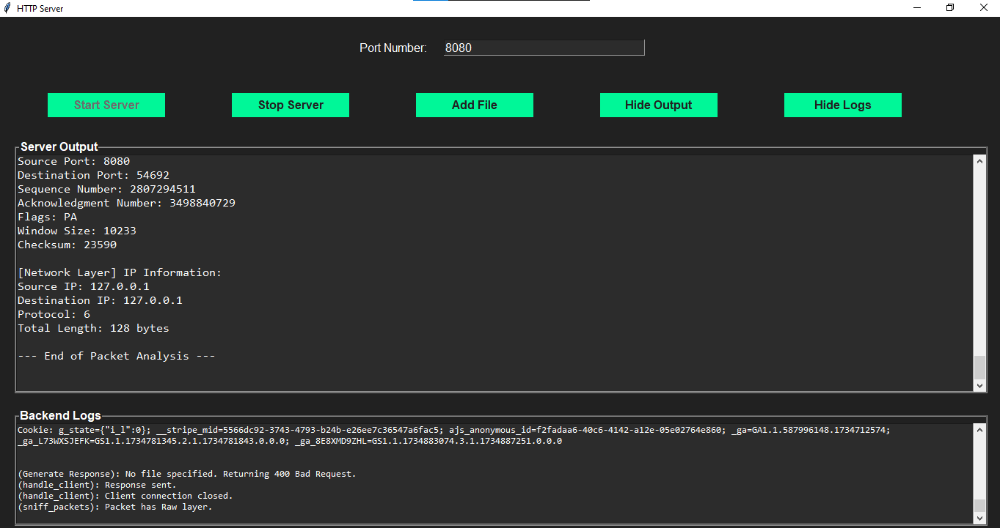 HTTP Server
Port Number: 8080
Start Server Stop Server Add File Hide Output Hide Logs
Server Output
Source Port: 8080
Destination Port: 54692
Sequence Number: 2807294511
Acknowledgment Number: 3498840729
Flags: PA
Window Size: 10233
Checksum: 23590
[Network Layer] IP Information:
Source IP: 127.0.0.1
Destination IP: 127.0.0.1
Protocol: 6
Total Length: 128 bytes
--- End of Packet Analysis ---
Backend Logs
Cookie: g_state={"i_l":0}; __stripe_mid=5566dc92-3743-4793-b24b-e26ee7c36547a6fac5; ajs_anonymous_id=f2fadaa6-40c6-4142-a12e-05e02764e860; _ga=GA1.1.587996148.1734712574;
_ga_L73WXSJEFK=GS1.1.1734781345.2.1.1734781843.0.0.0; _ga_8E8XMD9ZHL=GS1.1.1734883074.3.1.1734887251.0.0.0
(Generate Response): No file specified. Returning 400 Bad Request.
(handle_client): Response sent.
(handle_client): Client connection closed.
(sniff_packets): Packet has Raw layer.